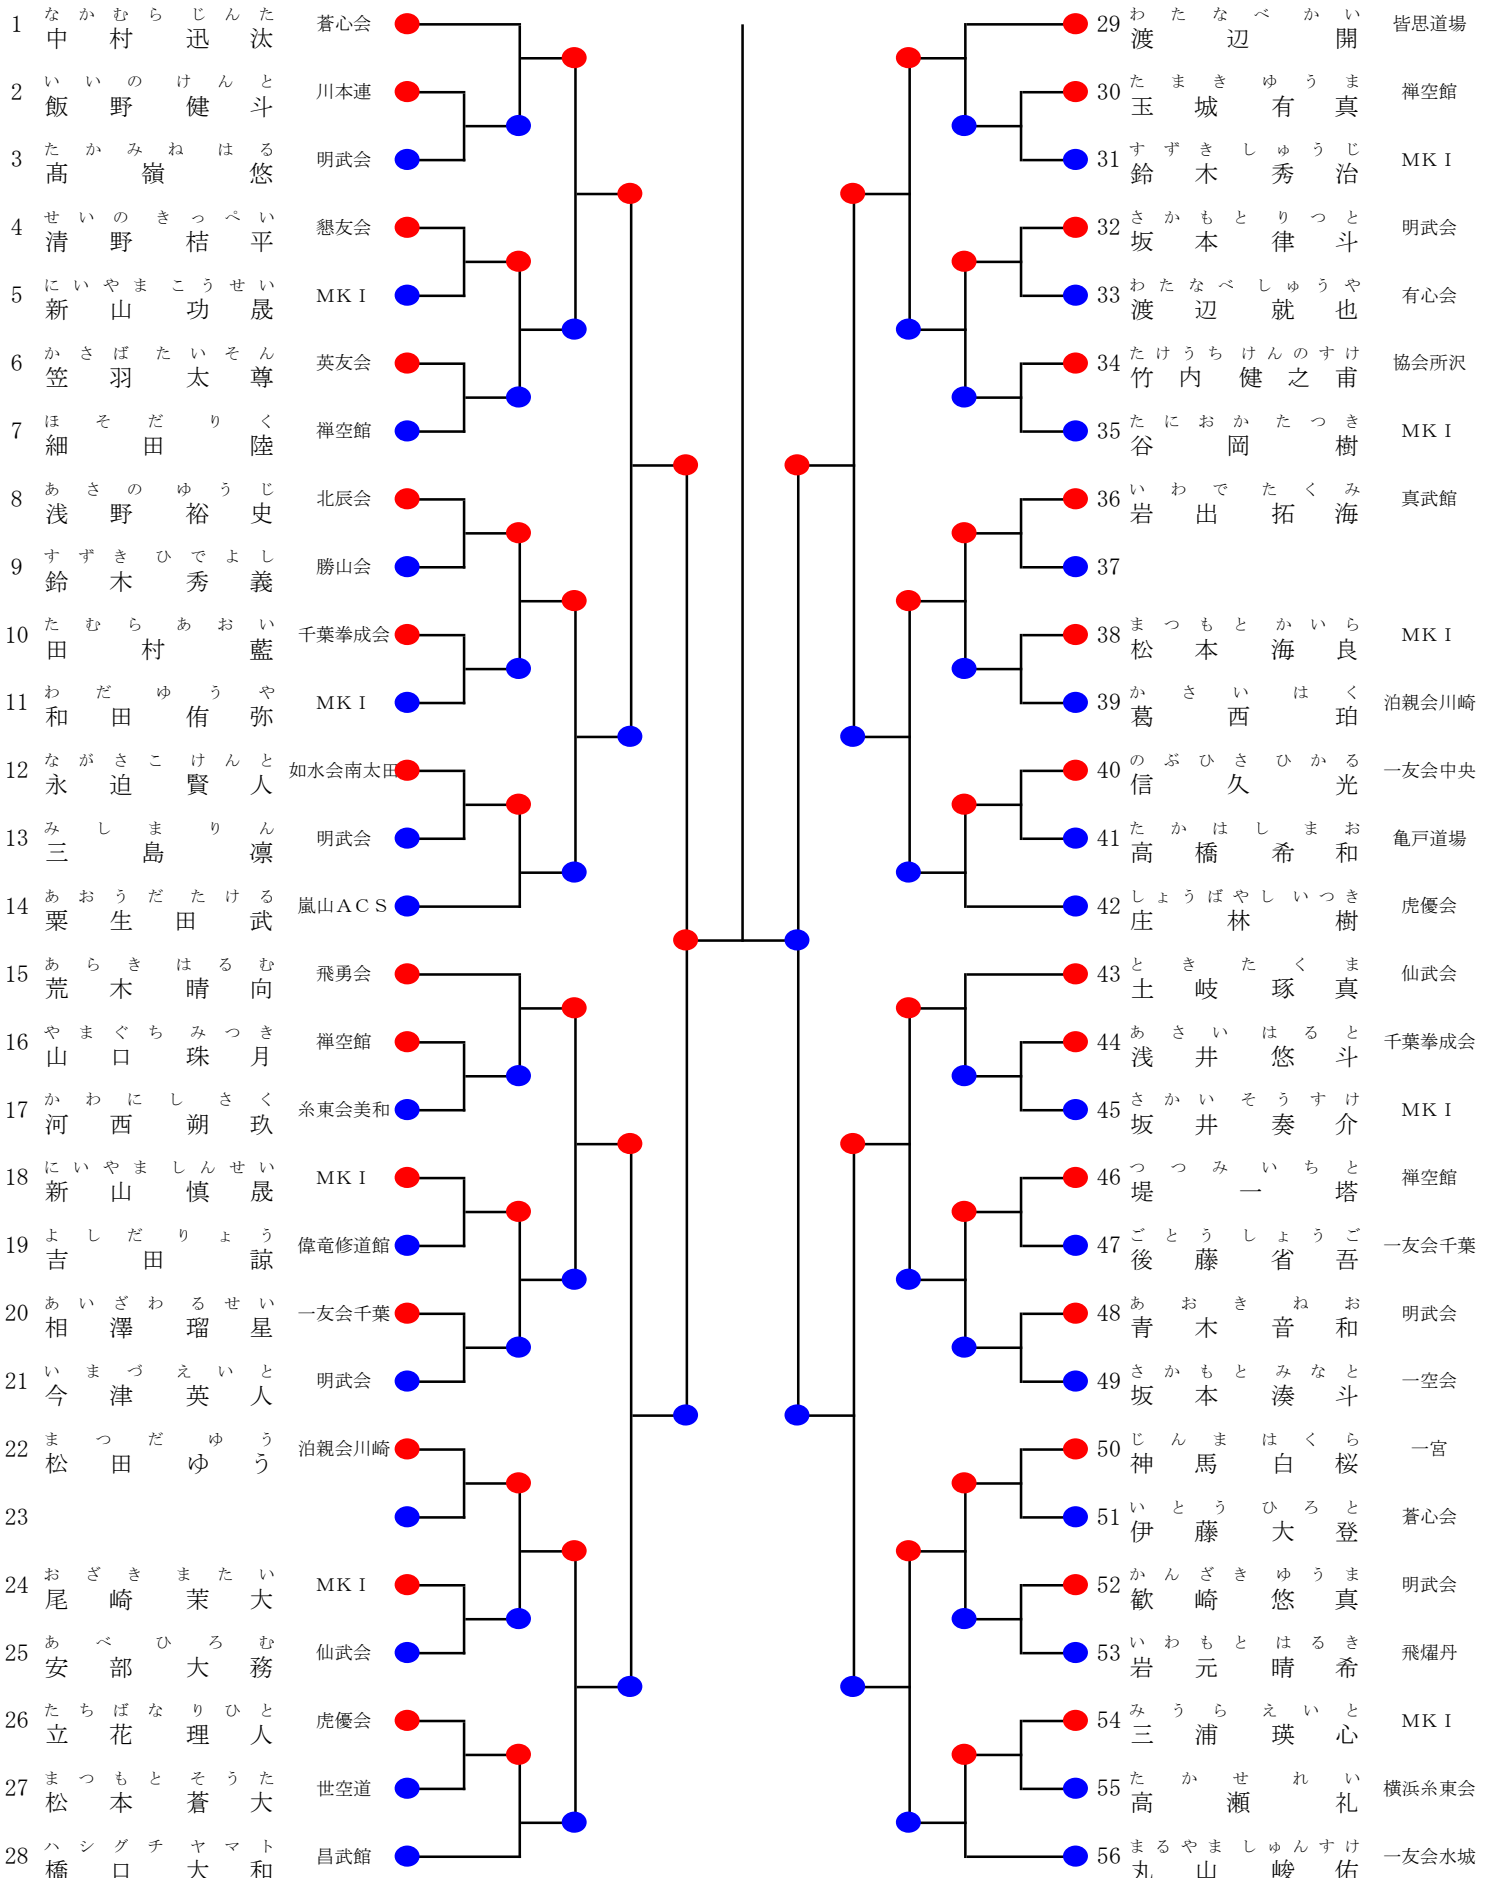 なかむら じんた
1 中村 迅汰 蒼心会
いいの けんと
2 飯野 健斗 川本連
たかみね はる
3 髙嶺 悠 明武会
せいの きっぺい
4 清野 桔平 懇友会
にいやま こうせい
5 新山 功晟 MKI
かさば たいそん
6 笠羽 太尊 英友会
ほそだ りく
7 細田 陸 禅空館
あさの ゆうじ
8 浅野 裕史 北辰会
すずき ひでよし
9 鈴木 秀義 勝山会
たむら あおい
10 田村 藍 千葉拳成会
わだ ゆうや
11 和田 侑弥 MKI
ながさこ けんと
12 永迫 賢人 如水会南太田
みしま りん
13 三島 凛 明武会
あおうだ たける
14 粟生田 武 嵐山ACS
あらき はるむ
15 荒木 晴向 飛勇会
やまぐち みつき
16 山口 珠月 禅空館
かわにし さく
17 河西 朔玖 糸東会美和
にいやま しんせい
18 新山 慎晟 MKI
よしだ りょう
19 吉田 諒 偉竜修道館
あいざわ るせい
20 相澤 瑠星 一友会千葉
いまづ えいと
21 今津 英人 明武会
まつだ ゆう
22 松田 ゆう 泊親会川崎
23
おざき またい
24 尾崎 茉大 MKI
あべ ひろむ
25 安部 大務 仙武会
たちばな りひと
26 立花 理人 虎優会
まつもと そうた
27 松本 蒼大 世空道
ハシグチ ヤマト
28 橋口 大和 昌武館
わたなべ かい
29 渡辺 開 皆思道場
たまき ゆうま
30 玉城 有真 禅空館
すずき しゅうじ
31 鈴木 秀治 MKI
さかもと りつと
32 坂本 律斗 明武会
わたなべ しゅうや
33 渡辺 就也 有心会
たけうち けんのすけ
34 竹内 健之甫 協会所沢
たにおか たつき
35 谷岡 樹 MKI
いわで たくみ
36 岩出 拓海 真武館
37
まつもと かいら
38 松本 海良 MKI
かさい はく
39 葛西 珀 泊親会川崎
のぶひさ ひかる
40 信久 光 一友会中央
たかはし まお
41 高橋 希和 亀戸道場
しょうばやし いつき
42 庄林 樹 虎優会
とき たくま
43 土岐 琢真 仙武会
あさい はると
44 浅井 悠斗 千葉拳成会
さかい そうすけ
45 坂井 奏介 MKI
つつみ いちと
46 堤 一塔 禅空館
ごとう しょうご
47 後藤 省吾 一友会千葉
あおき ねお
48 青木 音和 明武会
さかもと みなと
49 坂本 湊斗 一空会
じんま はくら
50 神馬 白桜 一宮
いとう ひろと
51 伊藤 大登 蒼心会
かんざき ゆうま
52 歓崎 悠真 明武会
いわもと はるき
53 岩元 晴希 飛燿丹
みうら えいと
54 三浦 瑛心 MKI
たかせ れい
55 高瀬 礼 横浜糸東会
まるやま しゅんすけ
56 丸山 峻佑 一友会水城